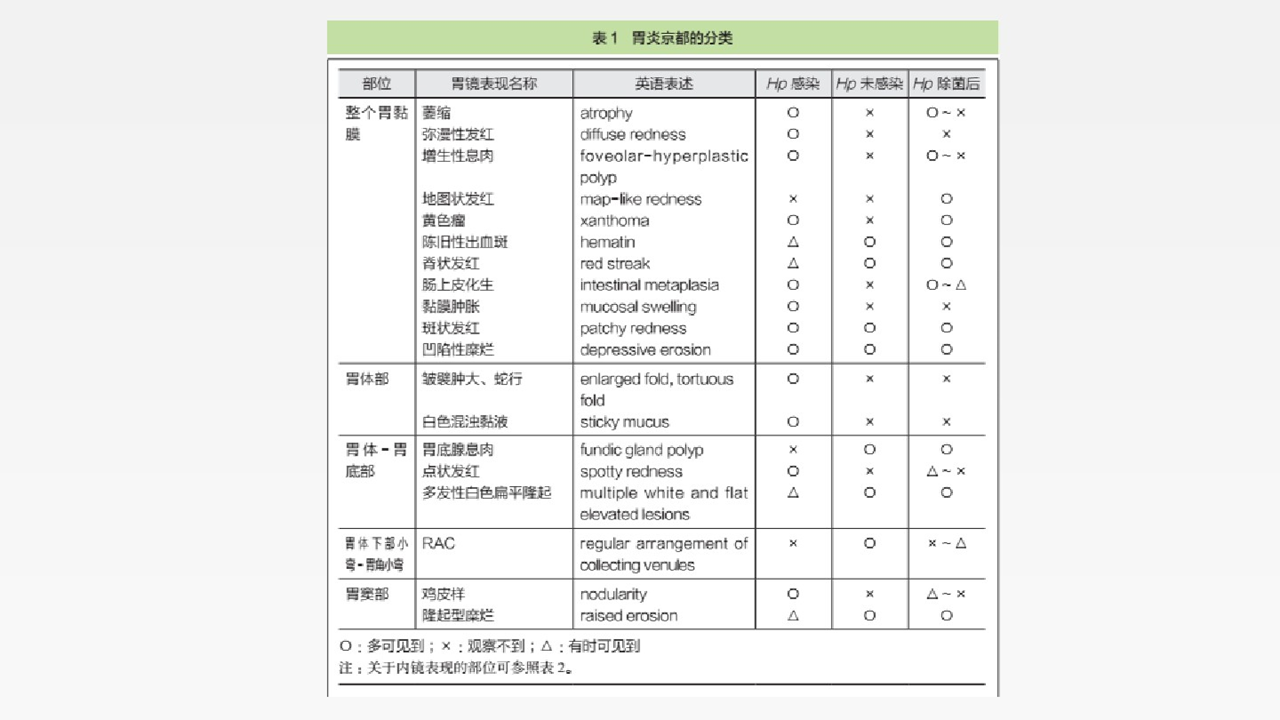 表 1 胃炎京都的分类
部位 胃镜表现名称 英语表述 Hp 感染 Hp 未感染 Hp 除菌后
整个胃黏 萎缩 atrophy O × O ~ ×
膜 弥漫性发红 diffuse redness O × ×
增生性息肉 foveolar-hyperplastic O × O ~ ×
polyp
地图状发红 map-like redness × × O
黄色瘤 xanthoma O × O
陈旧性出血斑 hematin △ O O
脊状发红 red streak △ O O
肠上皮化生 intestinal metaplasia O × O ~ △
黏膜肿胀 mucosal swelling O × ×
斑状发红 patchy redness O O O
凹陷性糜烂 depressive erosion O O O
胃体部 皱襞肿大、蛇行 enlarged fold, tortuous O × ×
fold
白色混浊黏液 sticky mucus O × ×
胃体-胃 胃底腺息肉 fundic gland polyp × O O
底部 点状发红 spotty redness O × △ ~ ×
多发性白色扁平隆起 multiple white and flat △ O O
elevated lesions
胃体下部小 RAC regular arrangement of × O × ~ △
弯-胃角小弯 collecting venules
胃窦部 鸡皮样 nodularity O × △ ~ ×
隆起型糜烂 raised erosion △ O O
O：多可见到；×：观察不到；△：有时可见到
注：关于内镜表现的部位可参照表 2。